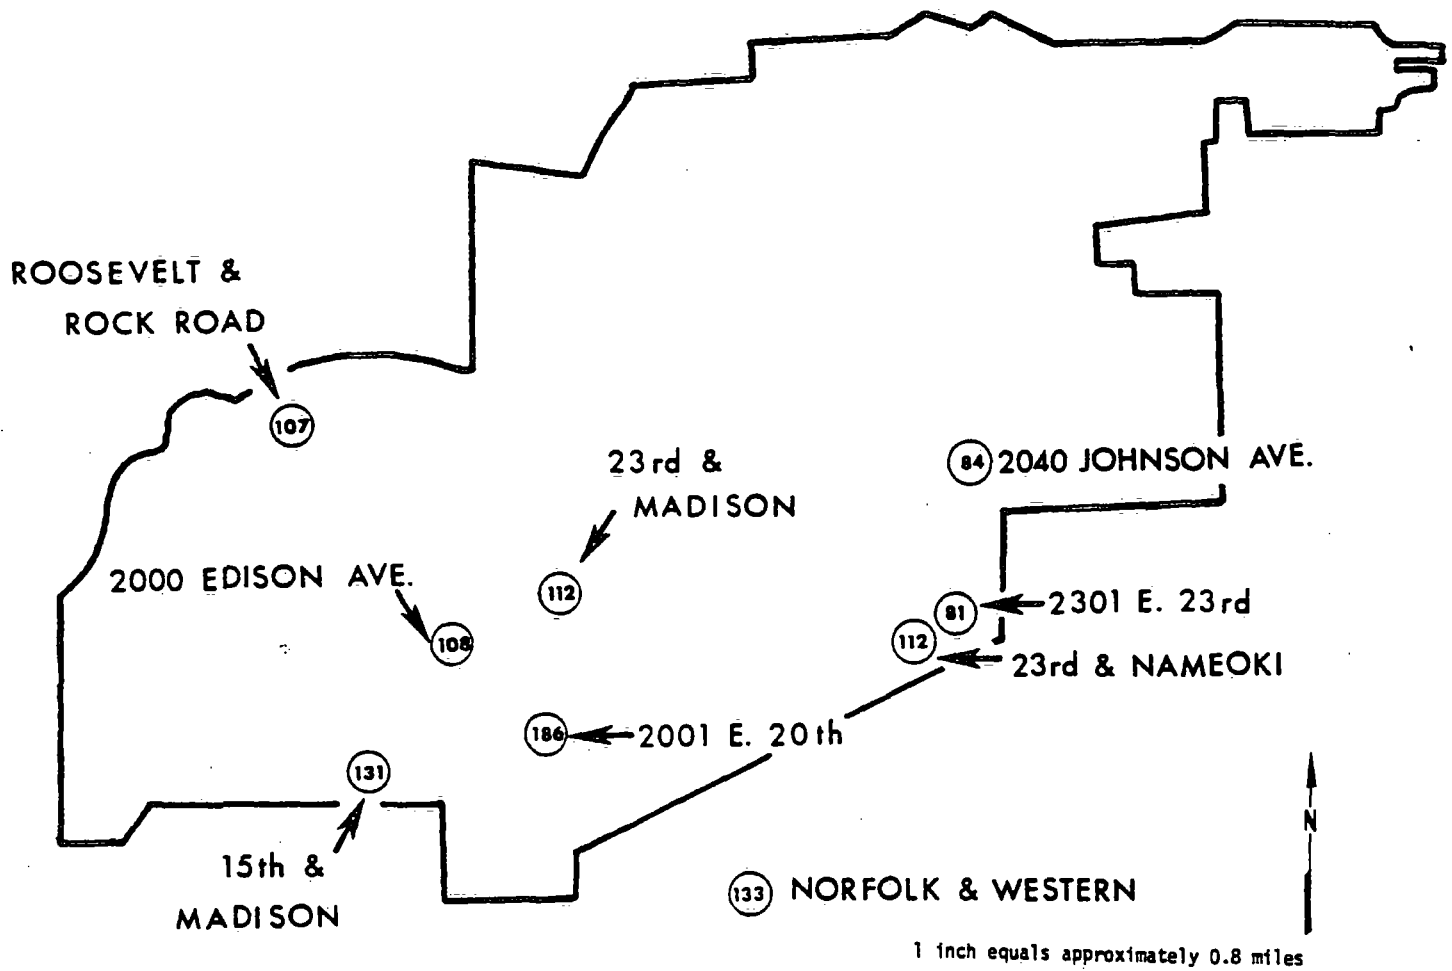 ROOSEVELT &
ROCK ROAD
107
23rd &
MADISON
84 2040 JOHNSON AVE.
2000 EDISON AVE.
112
108
81 2301 E. 23rd
112
23rd & NAMEOKI
186 2001 E. 20th
131
15th &
MADISON
N
133 NORFOLK & WESTERN
1 inch equals approximately 0.8 miles